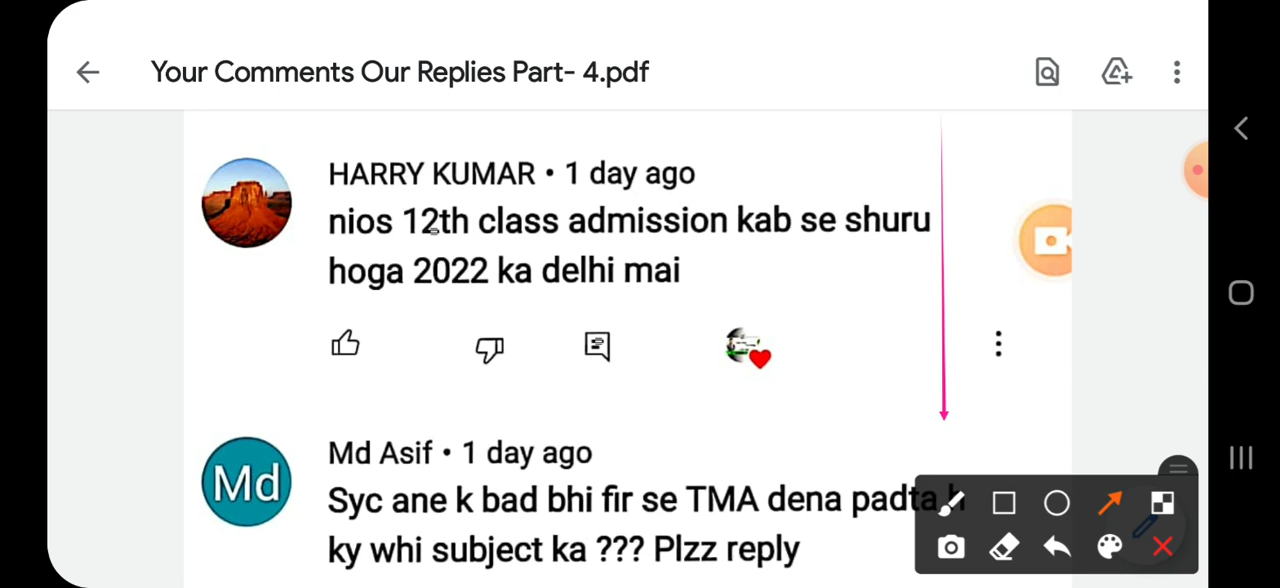 Your Comments Our Replies Part- 4.pdf
HARRY KUMAR • 1 day ago
nios 12th class admission kab se shuru
hoga 2022 ka delhi mai
Md
Md Asif • 1 day ago
Syc ane k bad bhi fir se TMA dena padta h
ky whi subject ka ??? Plzz reply